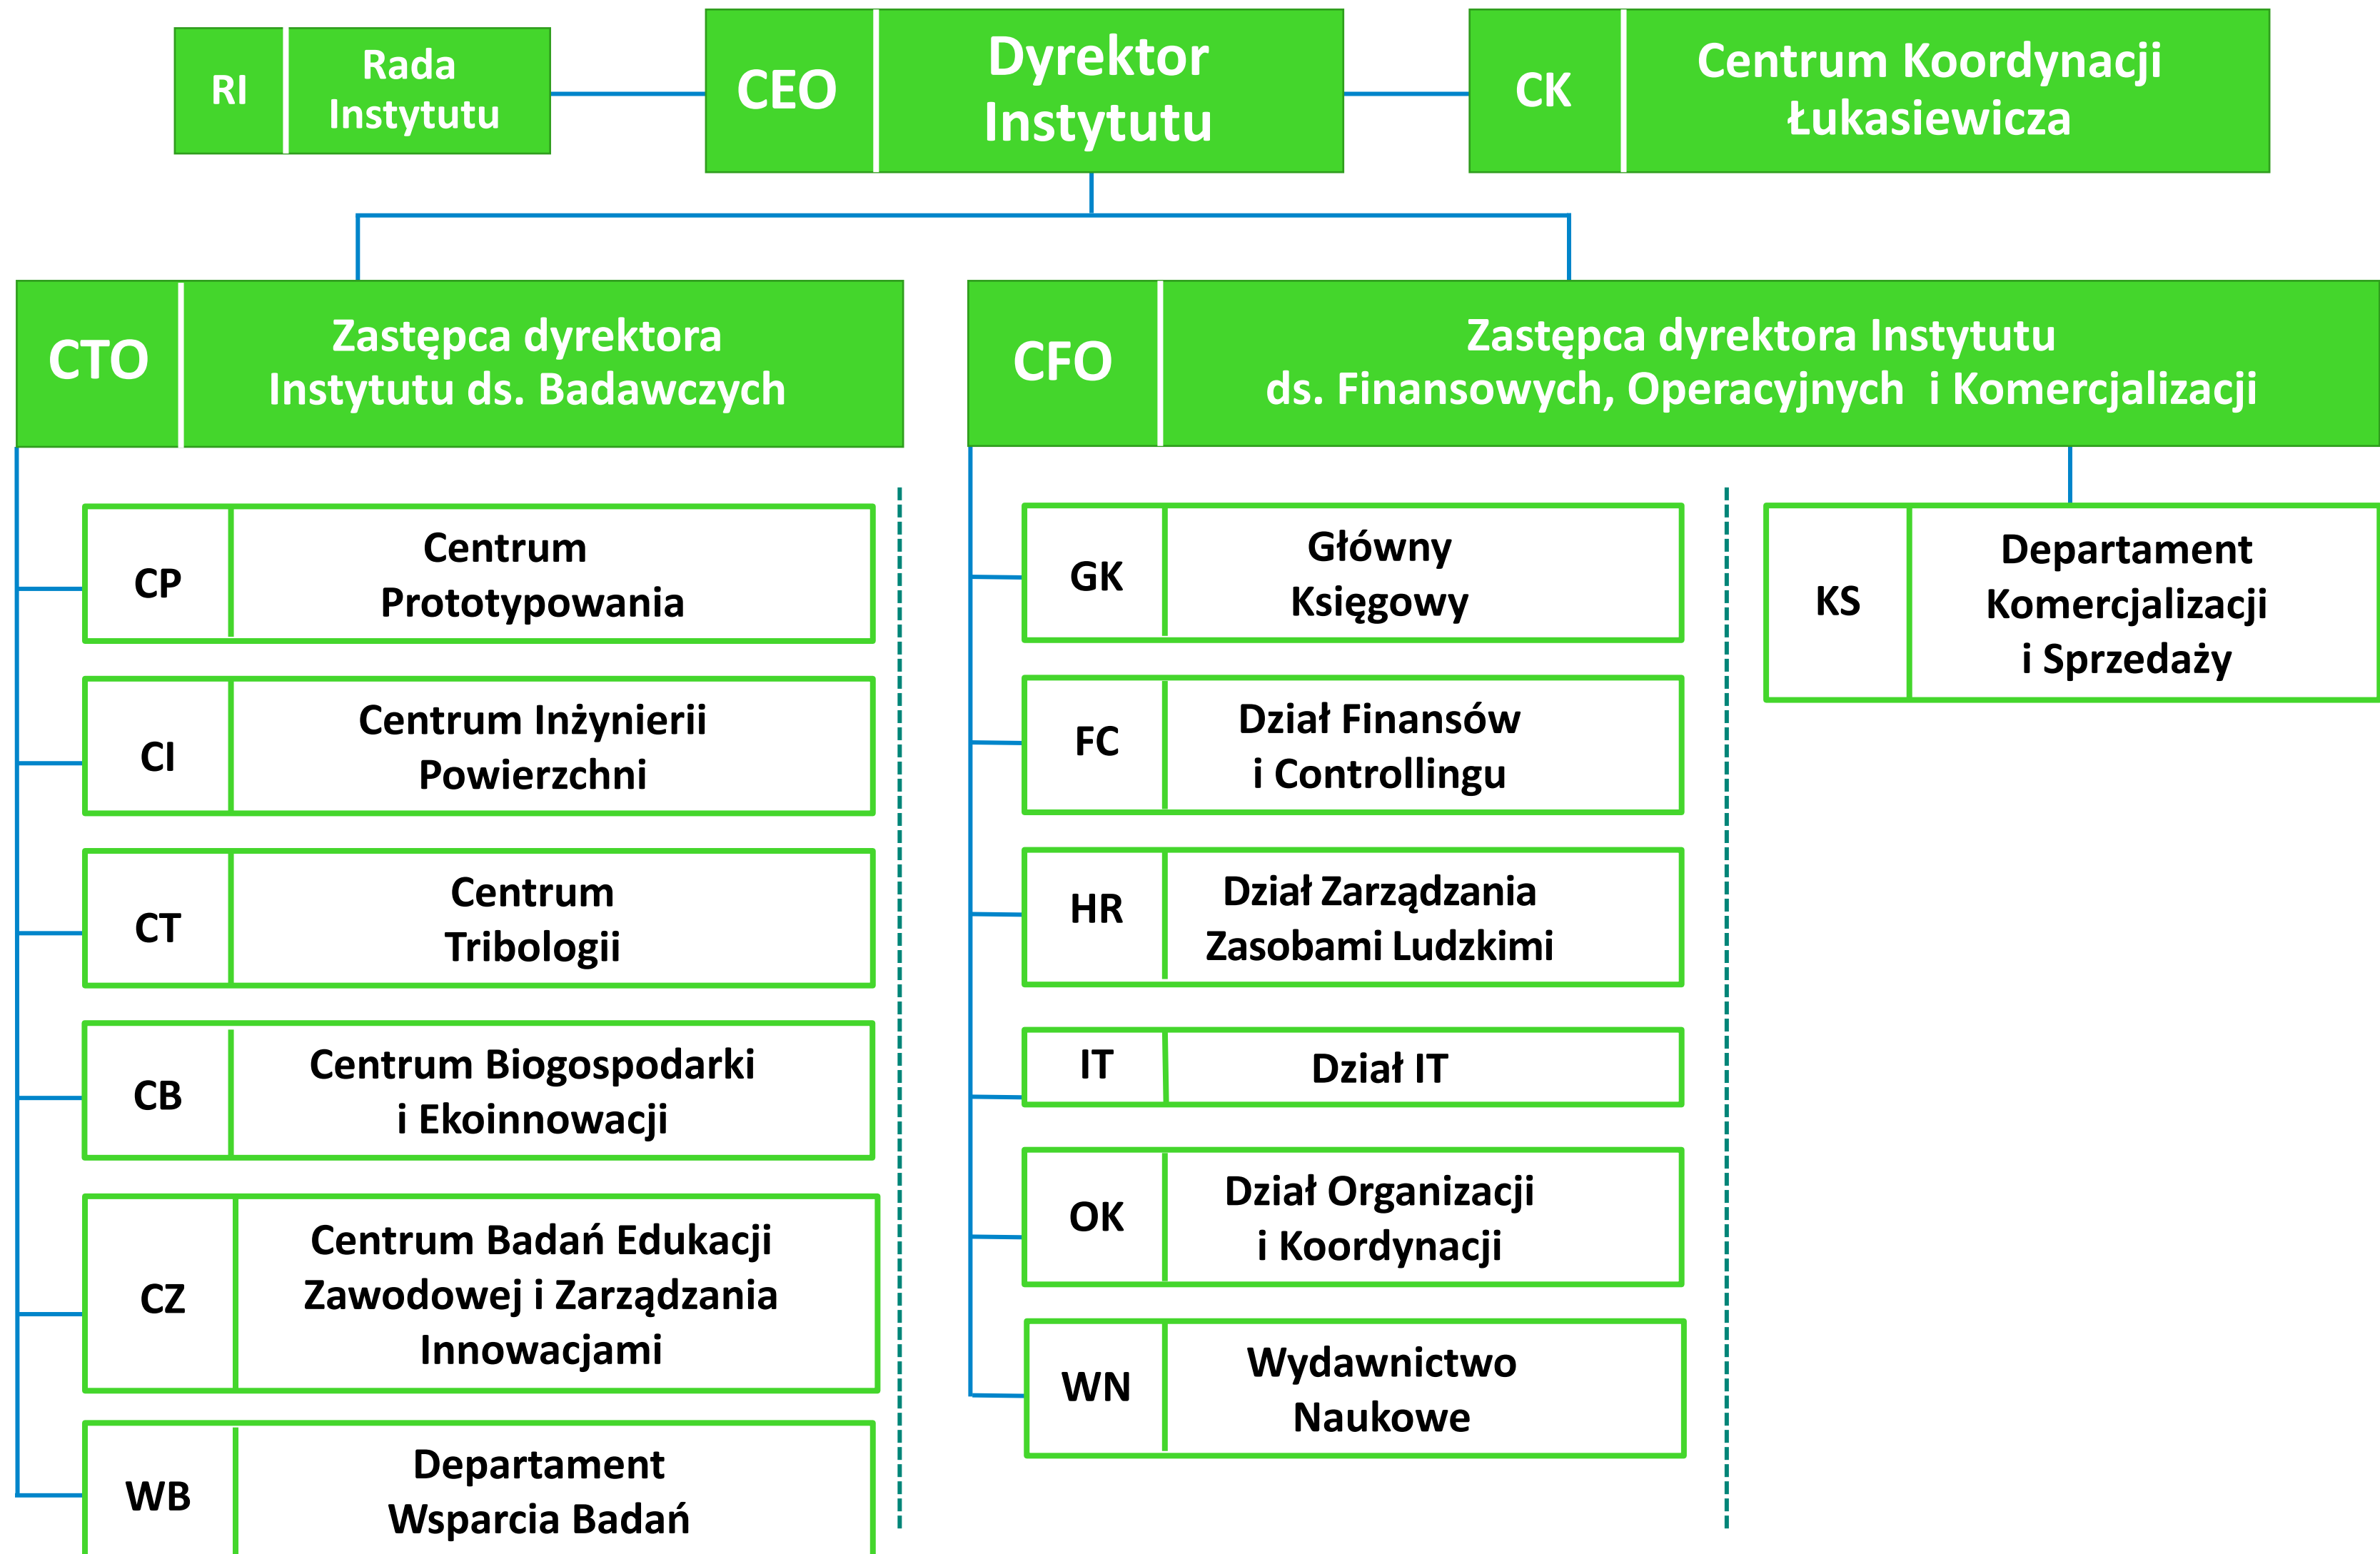 RI
Rada
Instytutu
CEO
Dyrektor
Instytutu
CK
Centrum Koordynacji
Łukasiewicza
CTO
Zastępca dyrektora
Instytutu ds. Badawczych
CFO
Zastępca dyrektora Instytutu
ds. Finansowych, Operacyjnych i Komercjalizacji
CP
Centrum
Prototypowania
CI
Centrum Inżynierii
Powierzchni
CT
Centrum
Tribologii
CB
Centrum Biogospodarki
i Ekoinnowacji
CZ
Centrum Badań Edukacji
Zawodowej i Zarządzania
Innowacjami
WB
Departament
Wsparcia Badań
GK
Główny
Księgowy
FC
Dział Finansów
i Controllingu
HR
Dział Zarządzania
Zasobami Ludzkimi
IT
Dział IT
OK
Dział Organizacji
i Koordynacji
WN
Wydawnictwo
Naukowe
KS
Departament
Komercjalizacji
i Sprzedaży